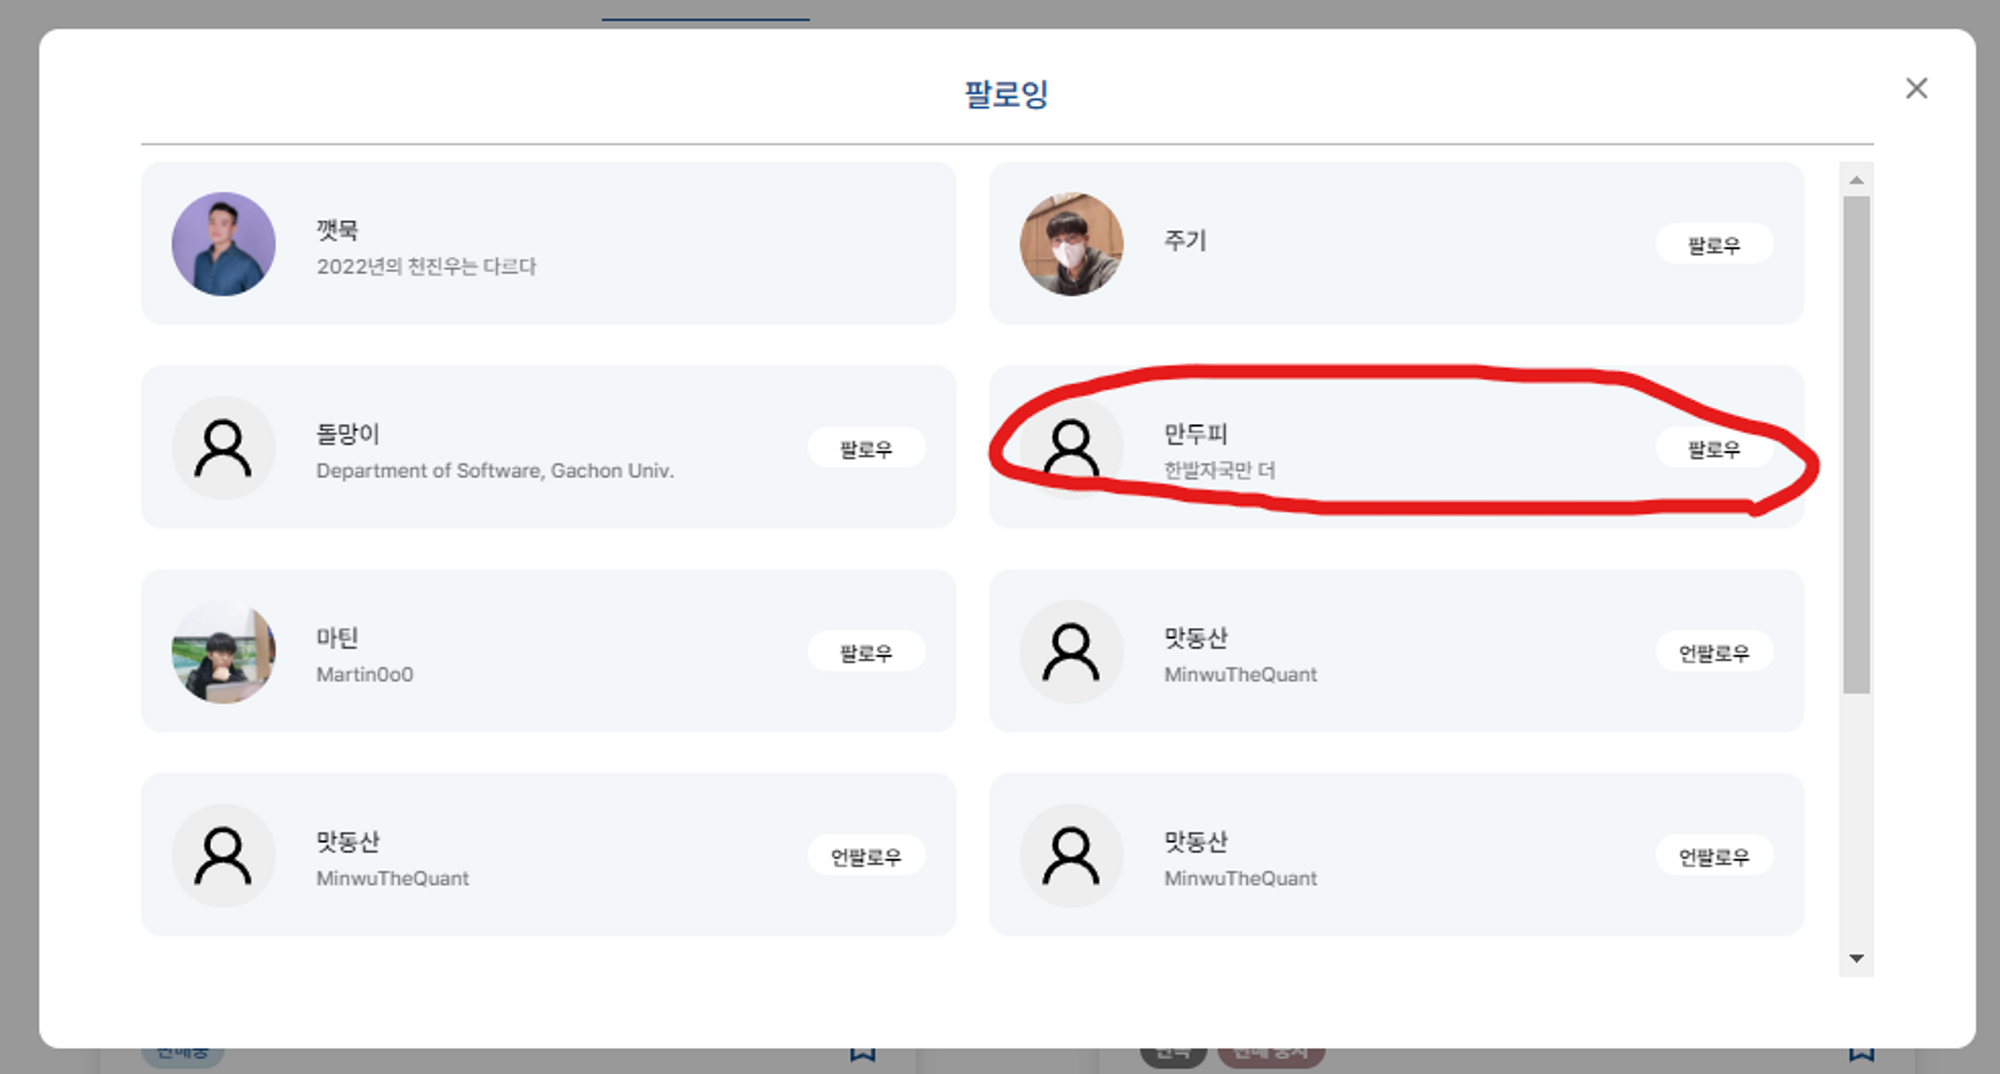 팔로잉
깻묵
2022년의 천진우는 다르다
주기
팔로우
돌망이
Department of Software, Gachon Univ.
팔로우
만두피
한발자국만 더
팔로우
마틴
Martin0o0
팔로우
맛동산
MinwuTheQuant
언팔로우
맛동산
MinwuTheQuant
언팔로우
맛동산
MinwuTheQuant
언팔로우